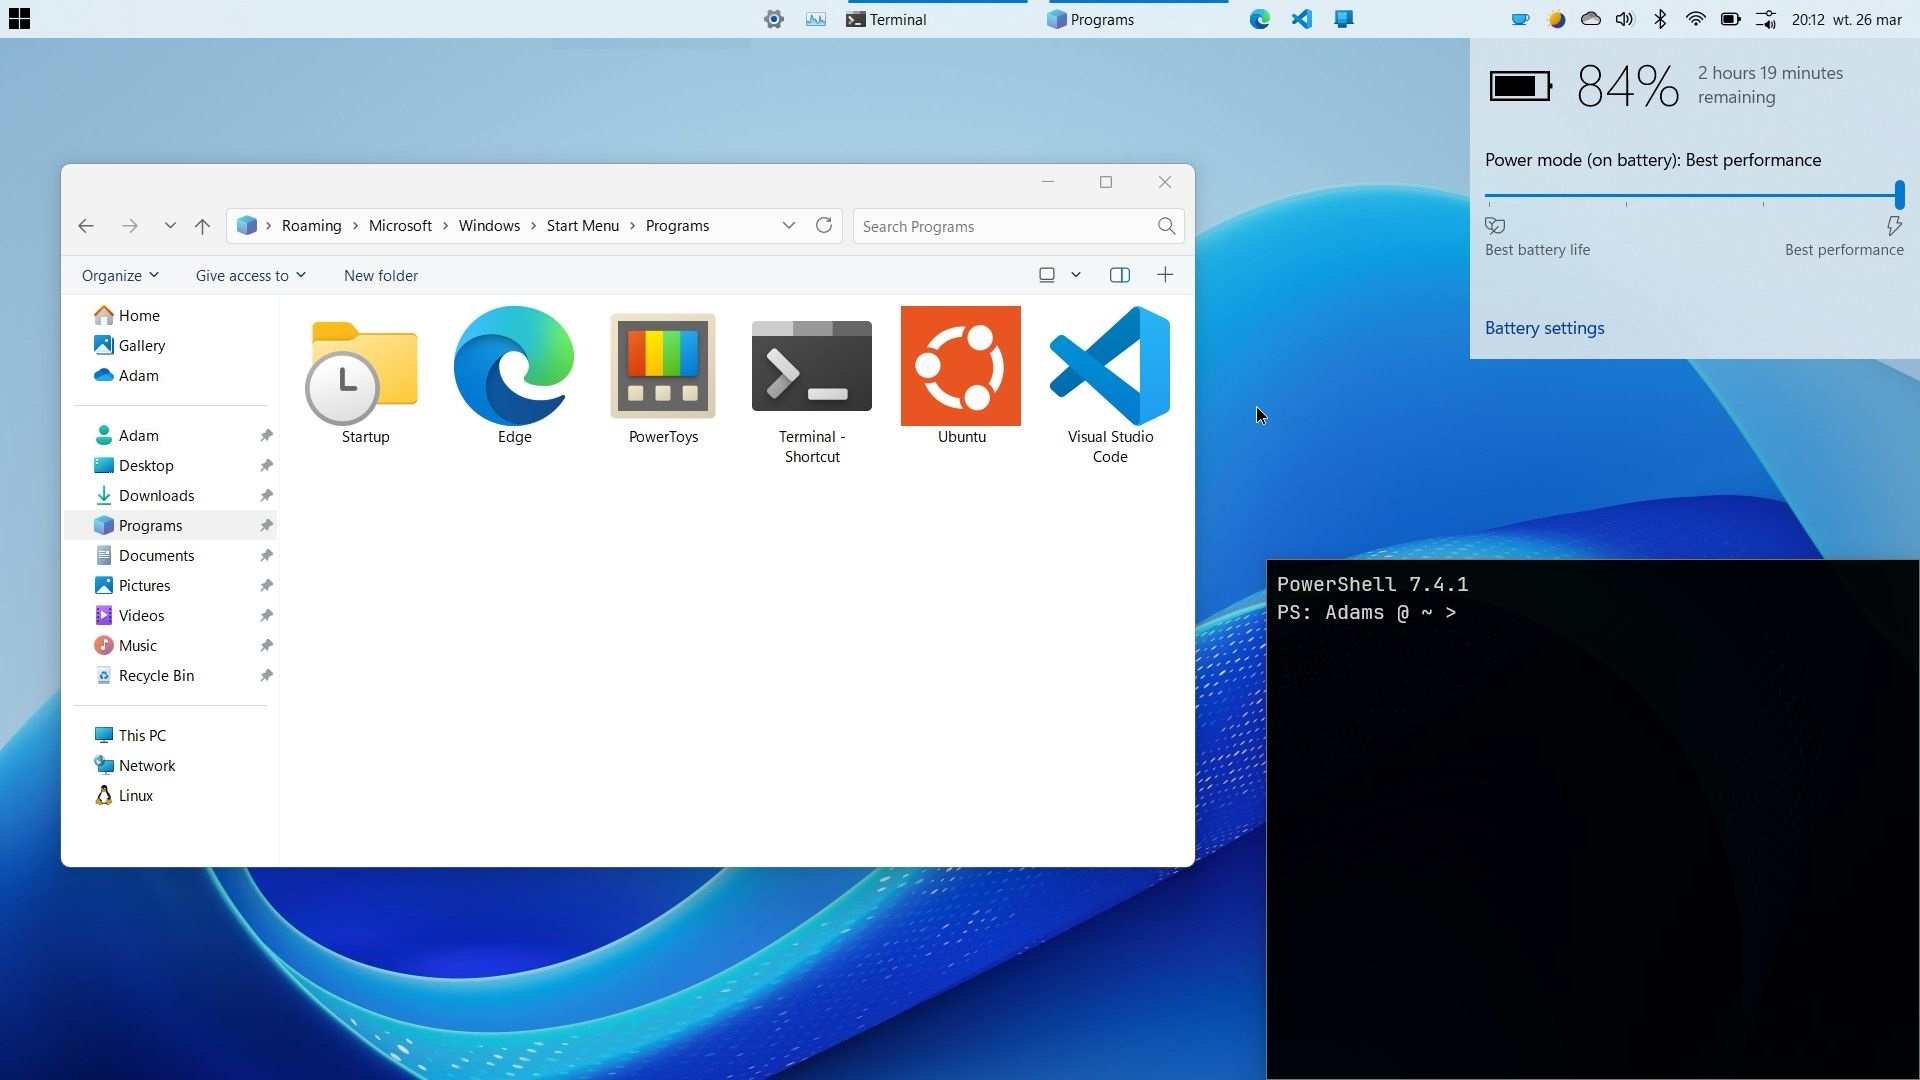 Terminal
Programs
20:12 wt. 26 mar
84%
2 hours 19 minutes
remaining
Power mode (on battery): Best performance
Best battery life
Best performance
Battery settings
Roaming > Microsoft > Windows > Start Menu > Programs
Search Programs
Organize
Give access to
New folder
Home
Gallery
Adam
Adam
Desktop
Downloads
Programs
Documents
Pictures
Videos
Music
Recycle Bin
This PC
Network
Linux
Startup
Edge
PowerToys
Terminal -
Shortcut
Ubuntu
Visual Studio
Code
PowerShell 7.4.1
PS: Adams @ ~ >